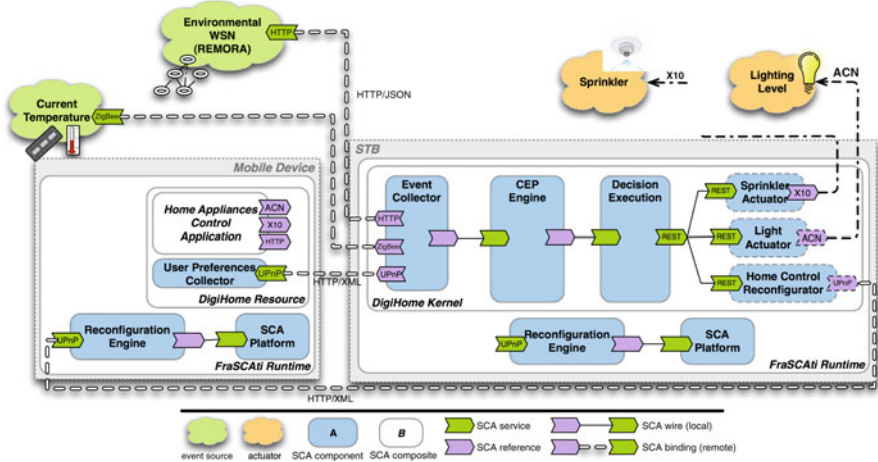 Environmental
WSN
(REMORA)
HTTP
Current
Temperature
ZigBee
HTTP/JSON
Sprinkler
X10
Lighting
Level
ACN
Mobile Device
Home Appliances
Control
Application
ACN
X10
HTTP
User Preferences
Collector
UPnP
DigiHome Resource
HTTP/XML
UPnP
Reconfiguration
Engine
SCA
Platform
FraSCAti Runtime
STB
Event
Collector
HTTP
ZigBee
UPnP
CEP
Engine
Decision
Execution
REST
REST
Sprinkler
Actuator
X10
REST
Light
Actuator
ACN
REST
Home Control
Reconfigurator
UPnP
DigiHome Kernel
UPnP
Reconfiguration
Engine
SCA
Platform
FraSCAti Runtime
HTTP/XML
event source
actuator
A
SCA component
B
SCA composite
SCA service
SCA reference
SCA wire (local)
SCA binding (remote)